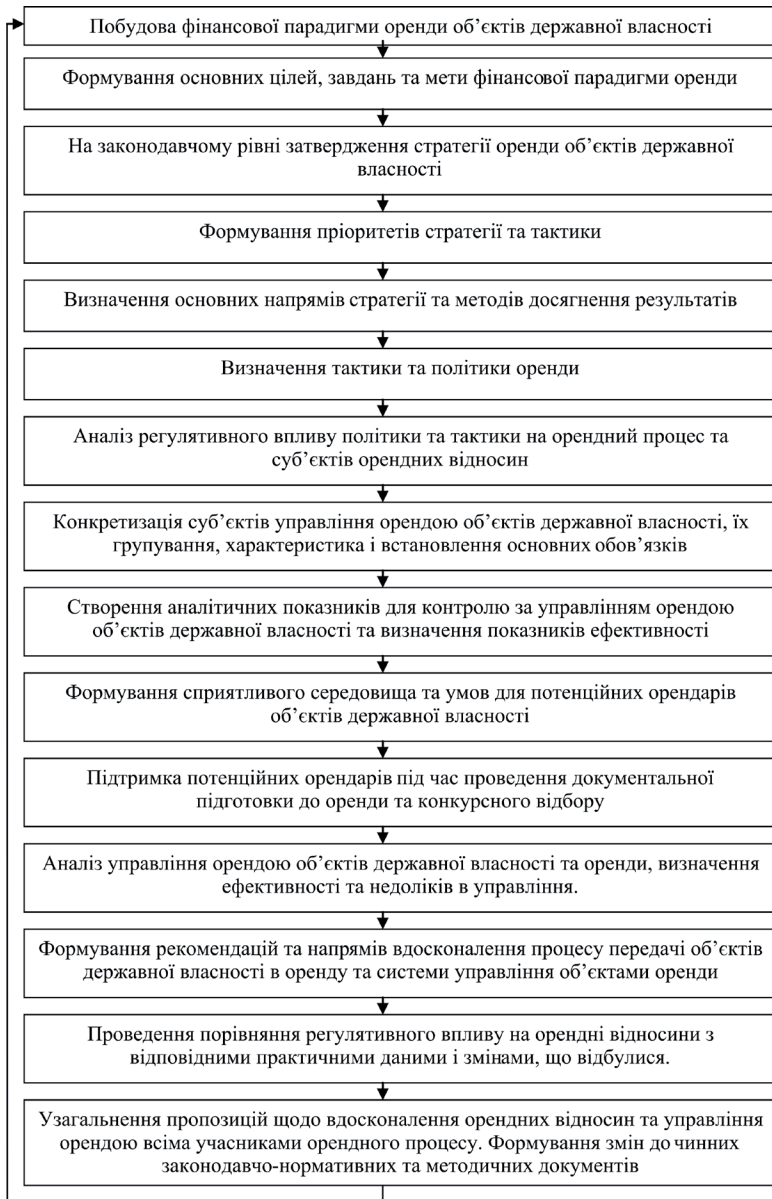 Побудова фінансової парадигми оренди об’єктів державної власності
Формування основних цілей, завдань та мети фінансової парадигми оренди
На законодавчому рівні затвердження стратегії оренди об’єктів державної
власності
Формування пріоритетів стратегії та тактики
Визначення основних напрямів стратегії та методів досягнення результатів
Визначення тактики та політики оренди
Аналіз регулятивного впливу політики та тактики на орендний процес та
суб’єктів орендних відносин
Конкретизація суб’єктів управління орендою об’єктів державної власності, їх
групування, характеристика і встановлення основних обов’язків
Створення аналітичних показників для контролю за управлінням орендою
об’єктів державної власності та визначення показників ефективності
Формування сприятливого середовища та умов для потенційних орендарів
об’єктів державної власності
Підтримка потенційних орендарів під час проведення документальної
підготовки до оренди та конкурсного відбору
Аналіз управління орендою об’єктів державної власності та оренди, визначення
ефективності та недоліків в управління.
Формування рекомендацій та напрямів вдосконалення процесу передачі об’єктів
державної власності в оренду та системи управління об’єктами оренди
Проведення порівняння регулятивного впливу на орендні відносини з
відповідними практичними даними і змінами, що відбулися.
Узагальнення пропозицій щодо вдосконалення орендних відносин та управління
орендою всіма учасниками орендного процесу. Формування змін до чинних
законодавчо-нормативних та методичних документів